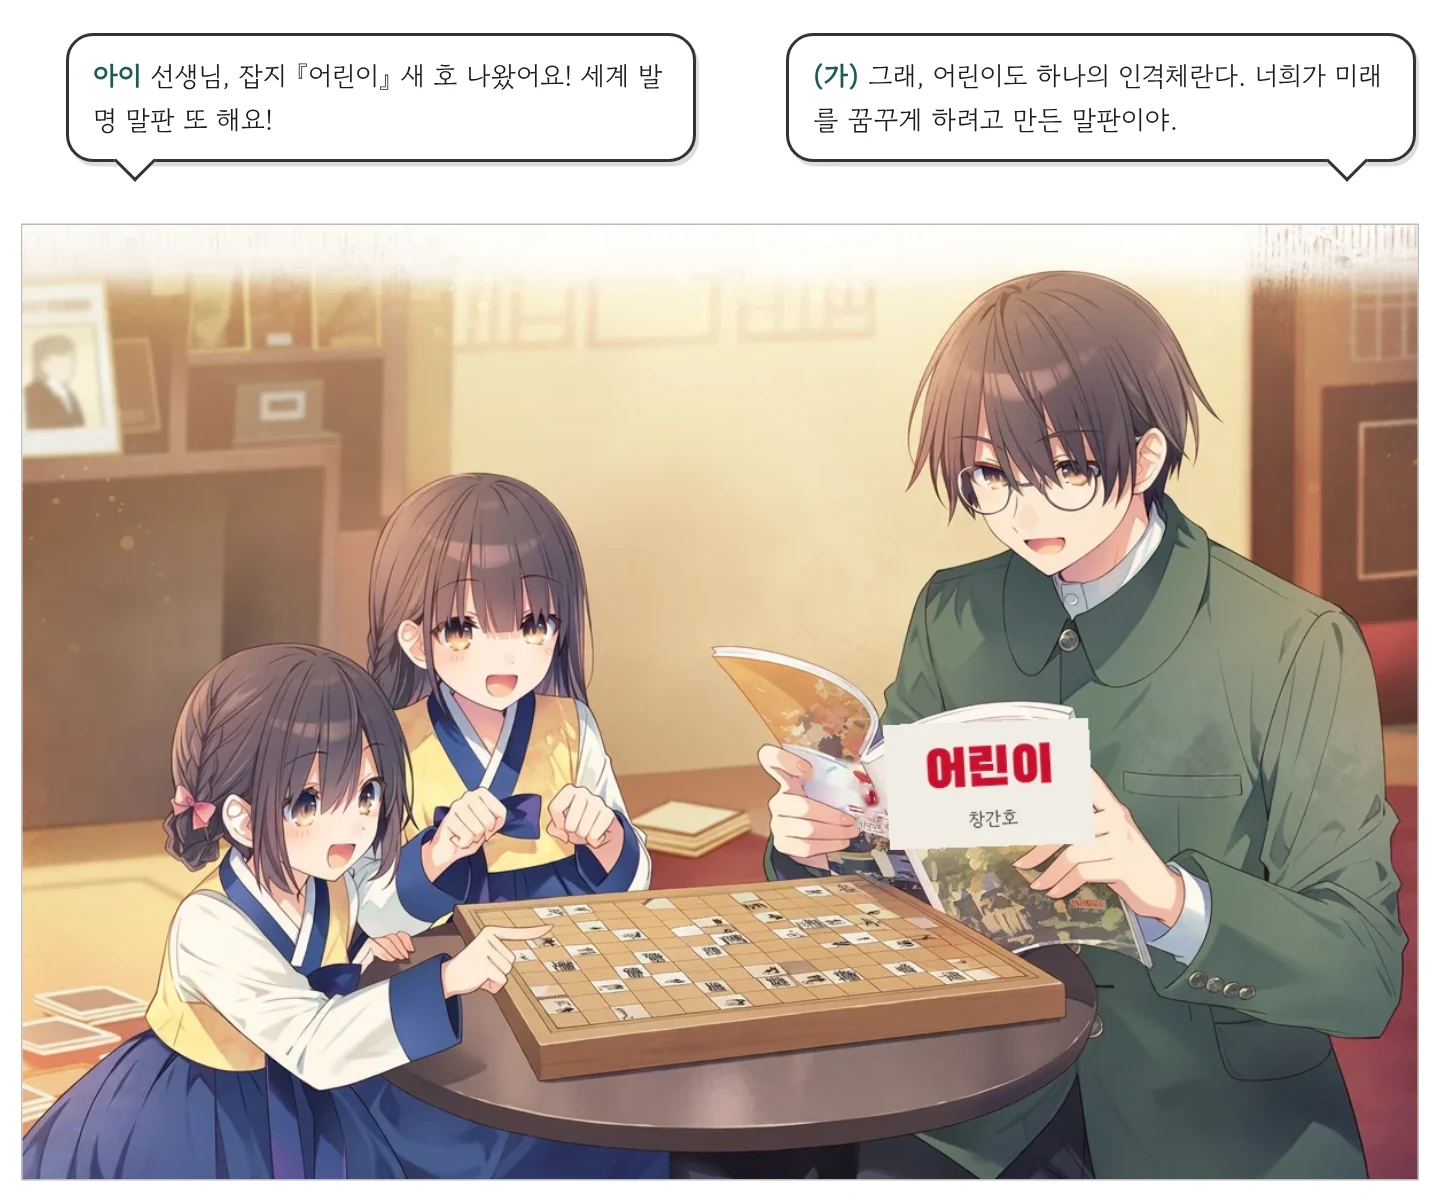 아이 선생님, 잡지 『어린이』 새 호 나왔어요! 세계 발
명 말판 또 해요!
(가) 그래, 어린이도 하나의 인격체란다. 너희가 미래
를 꿈꾸게 하려고 만든 말판이야.
어린이
창간호